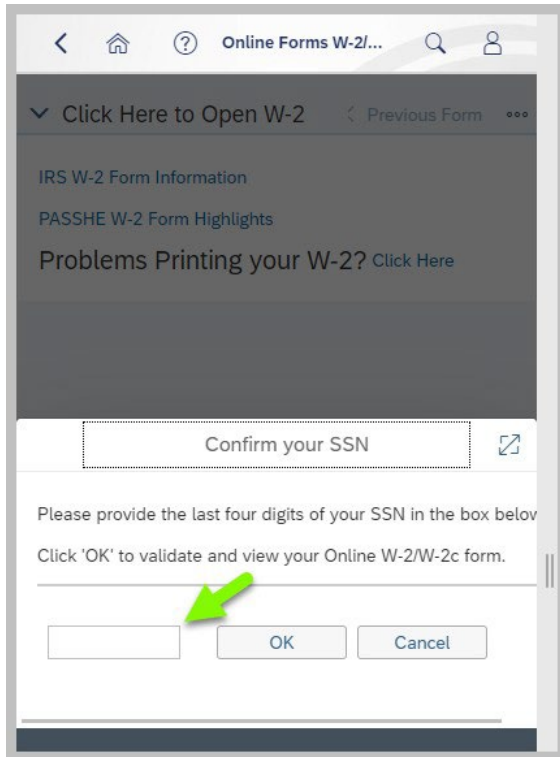 Online Forms W-2/...
Click Here to Open W-2 Previous Form
IRS W-2 Form Information
PASSHE W-2 Form Highlights
Problems Printing your W-2? Click Here
Confirm your SSN
Please provide the last four digits of your SSN in the box below
Click 'OK' to validate and view your Online W-2/W-2c form.
OK Cancel